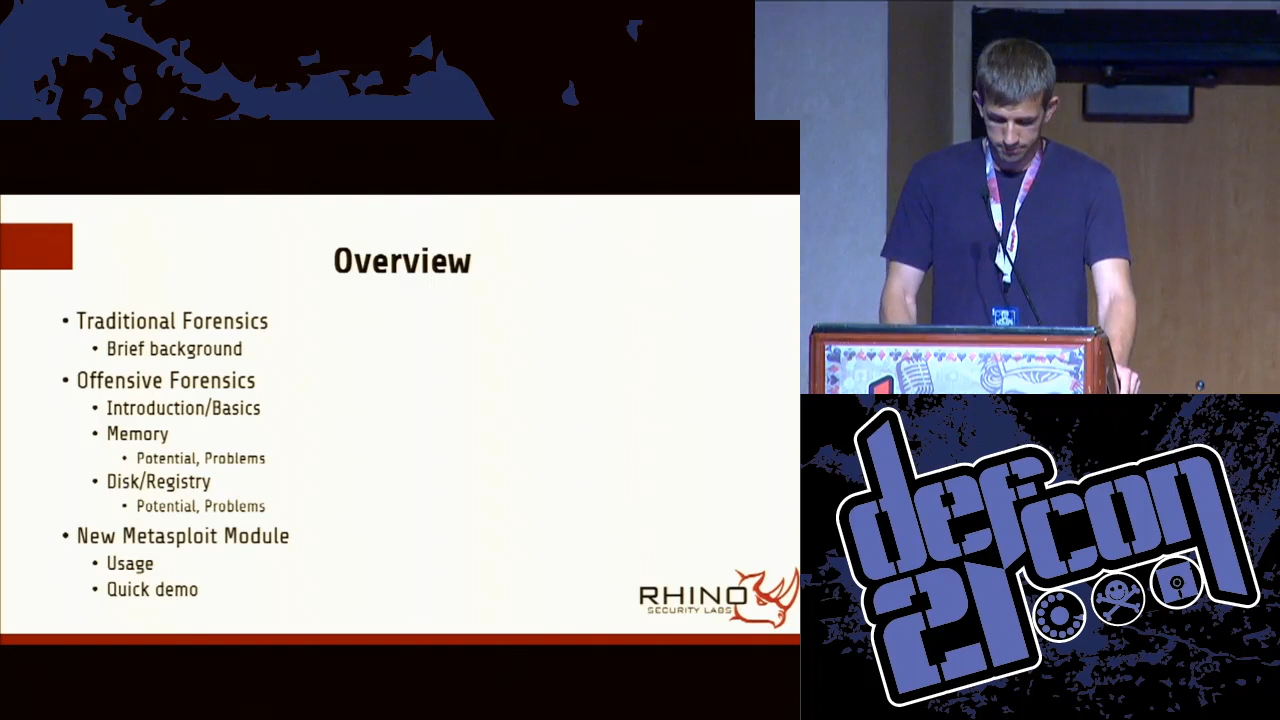 Overview
• Traditional Forensics
• Brief background
• Offensive Forensics
• Introduction/Basics
• Memory
• Potential, Problems
• Disk/Registry
• Potential, Problems
• New Metasploit Module
• Usage
• Quick demo
RHINO
SECURITY LABS
defcon
21